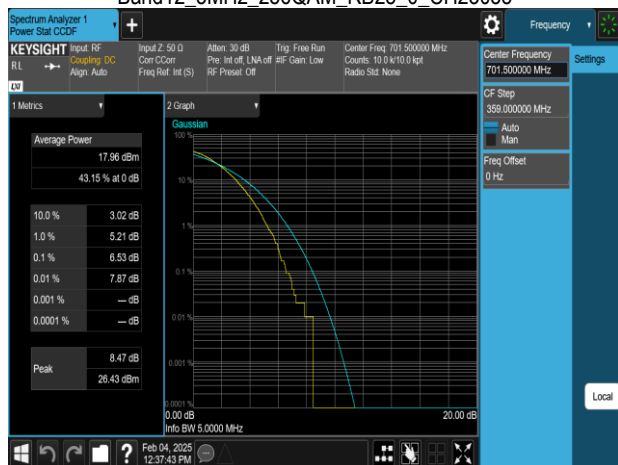 Spectrum Analyzer 1
Power Stat CCDF
Frequency
KEYSIGHT
RL
Input: RF
Coupling: DC
Align: Auto
Input Z: 50 Ω
Corr CCorr
Freq Ref: Int (S)
Atten: 30 dB
Pre: Int off, LNA off
RF Preset: Off
Trig: Free Run
#IF Gain: Low
Center Freq: 701.500000 MHz
Counts: 10.0 k/10.0 kpt
Radio Std: None
LXI
Center Frequency
701.500000 MHz
Settings
CF Step
359.000000 MHz
Auto
Man
Freq Offset
0 Hz
1 Metrics
Average Power
17.96 dBm
43.15 % at 0 dB
10.0 % 3.02 dB
1.0 % 5.21 dB
0.1 % 6.53 dB
0.01 % 7.87 dB
0.001 % --- dB
0.0001 % --- dB
Peak
8.47 dB
26.43 dBm
2 Graph
Gaussian
100 %
10 %
1 %
0.1 %
0.01 %
0.001 %
0.0001 %
0.00 dB
20.00 dB
Info BW 5.0000 MHz
Local
Feb 04, 2025
12:37:43 PM